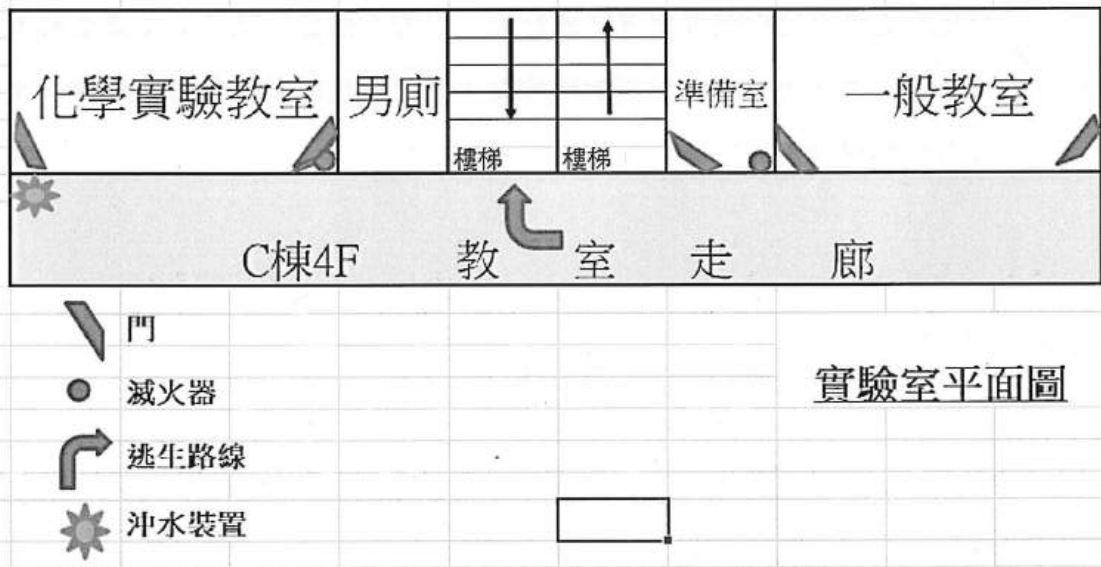 化學實驗教室
男廁
樓梯
樓梯
準備室
一般教室
C棟4F 教 室 走 廊
門
滅火器
逃生路線
沖水裝置
實驗室平面圖